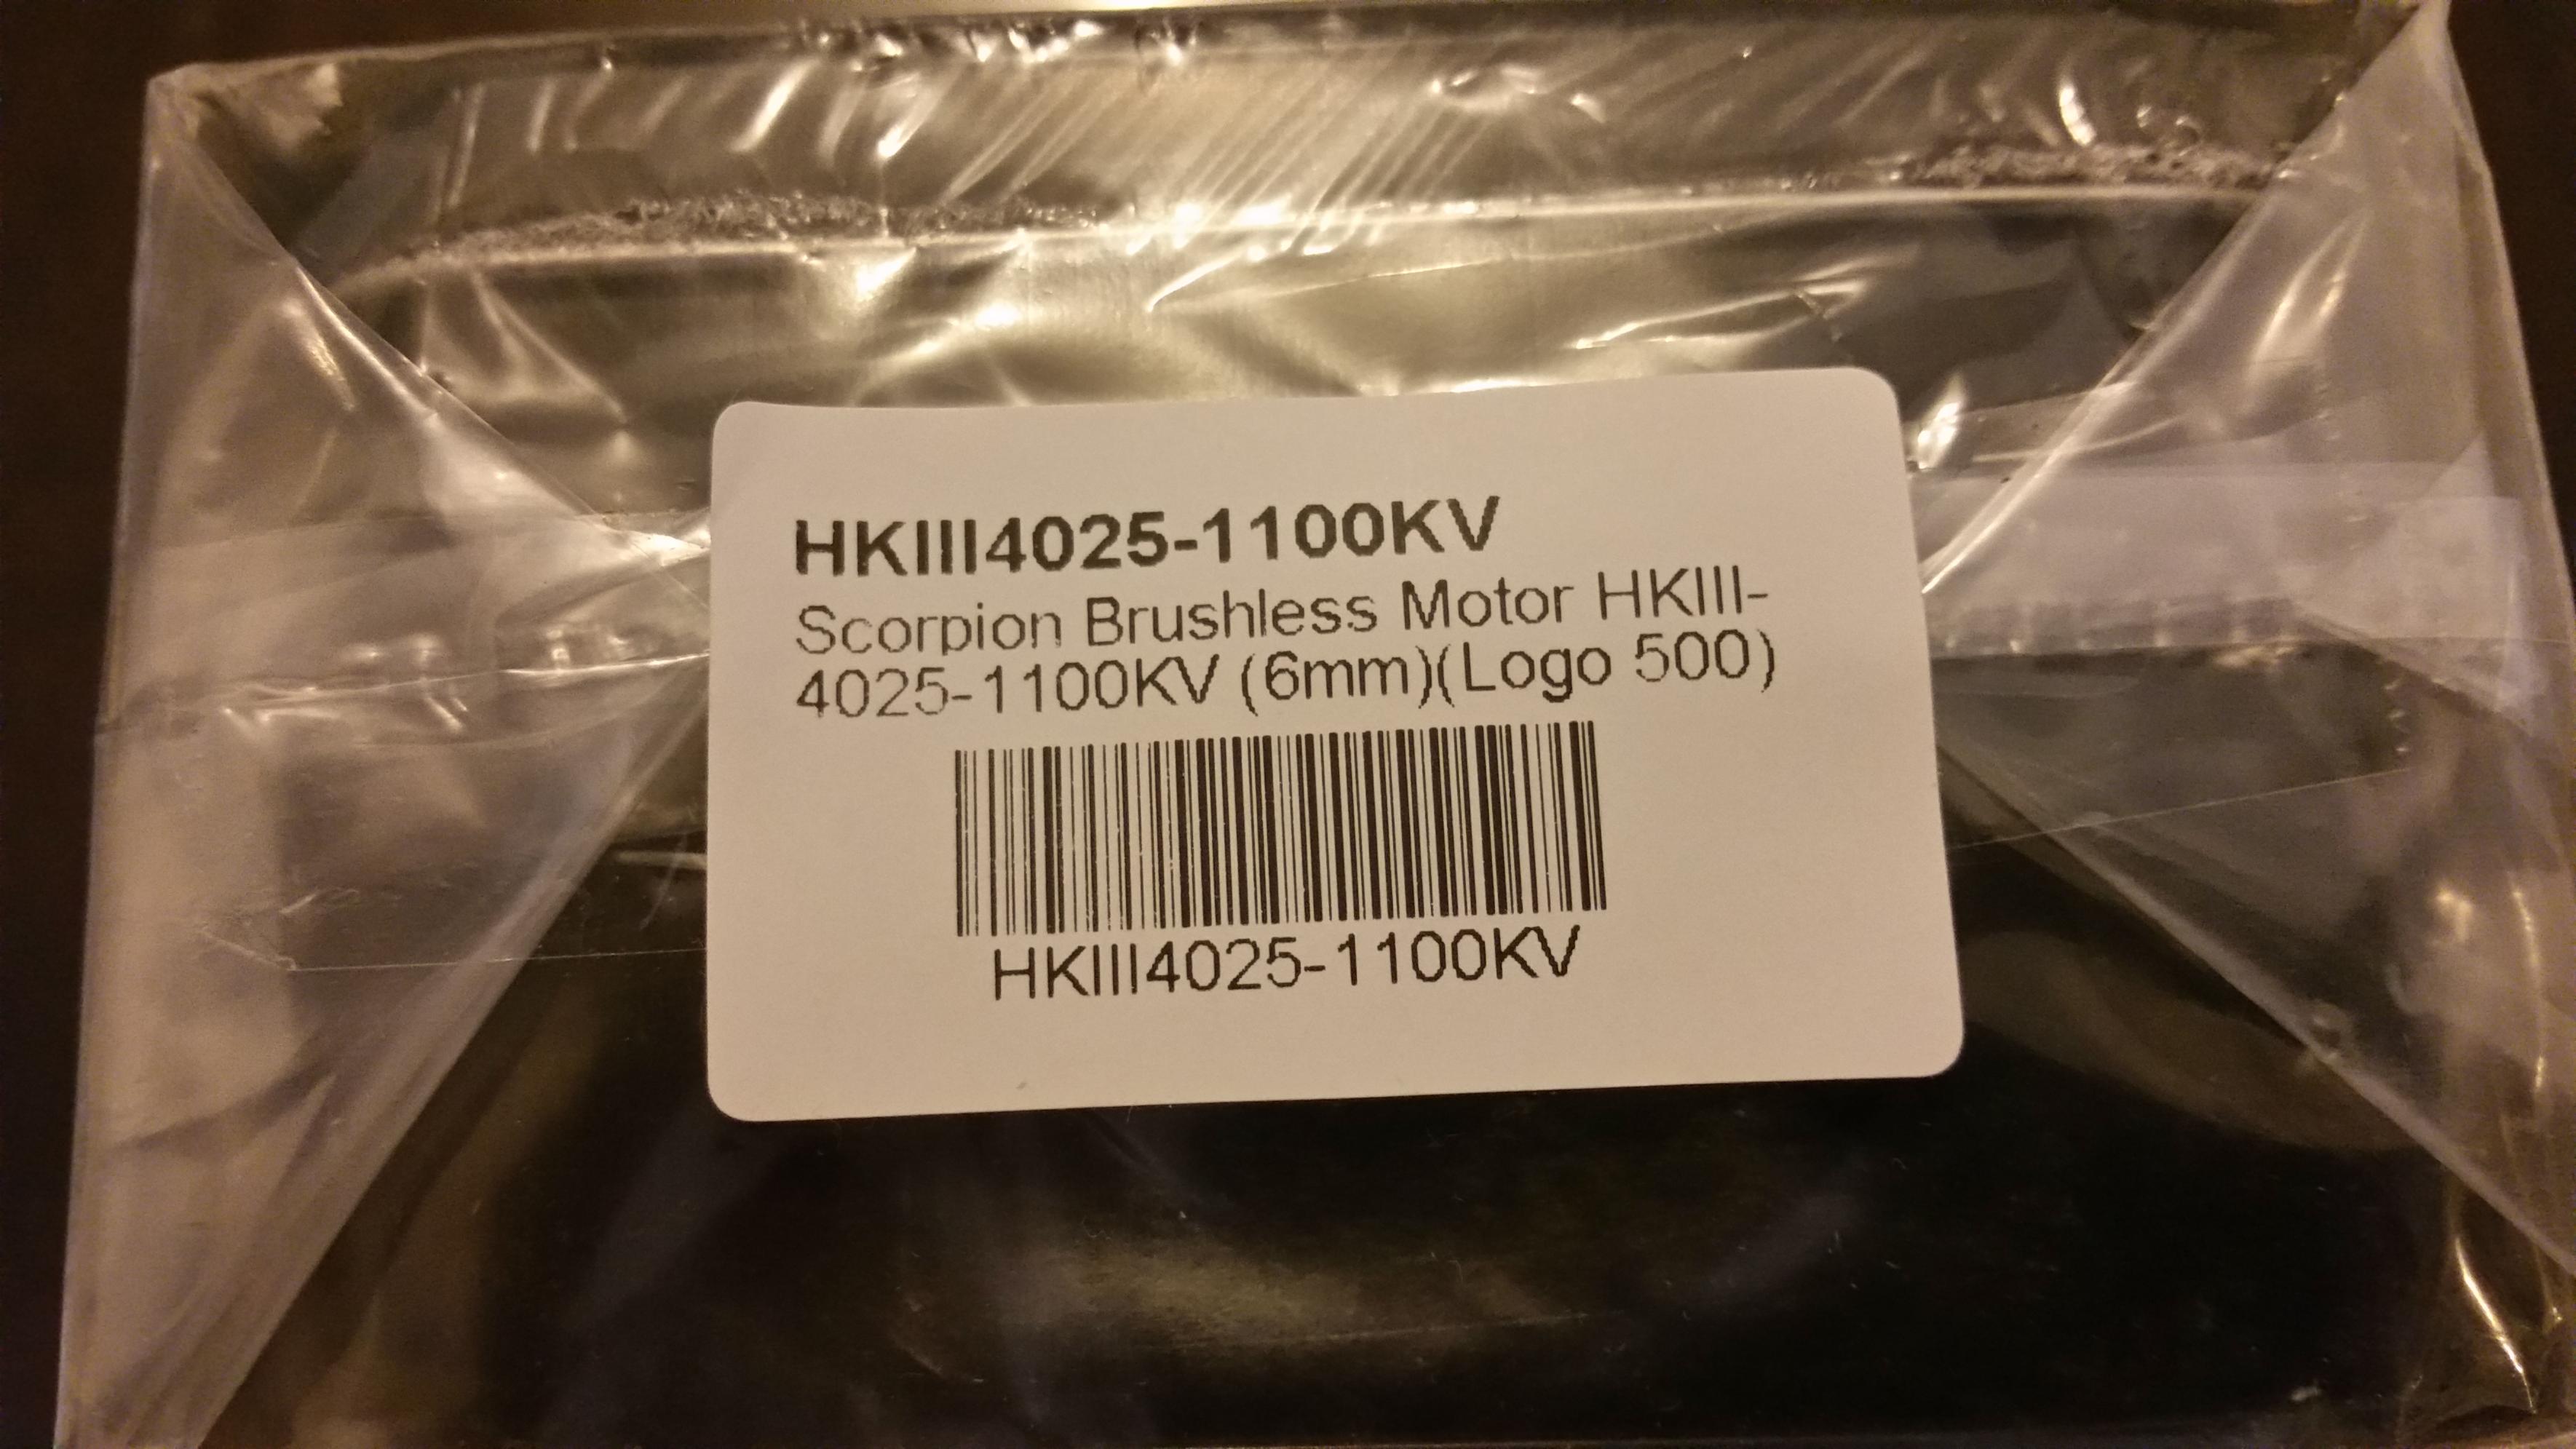 HKIII4025-1100KV
Scorpion Brushless Motor HKIII-
4025-1100KV (6mm)(Logo 500)
HKIII4025-1100KV